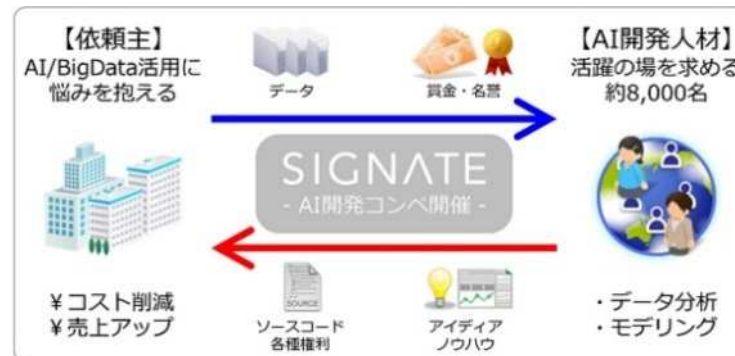 【依頼主】
AI/BigData活用に
悩みを抱える
データ
賞金・名誉
【AI開発人材】
活躍の場を求める
約8,000名
SIGNATE
- AI開発コンペ開催 -
¥コスト削減
¥売上アップ
SOURCE
ソースコード
各種権利
アイディア
ノウハウ
・データ分析
・モデリング